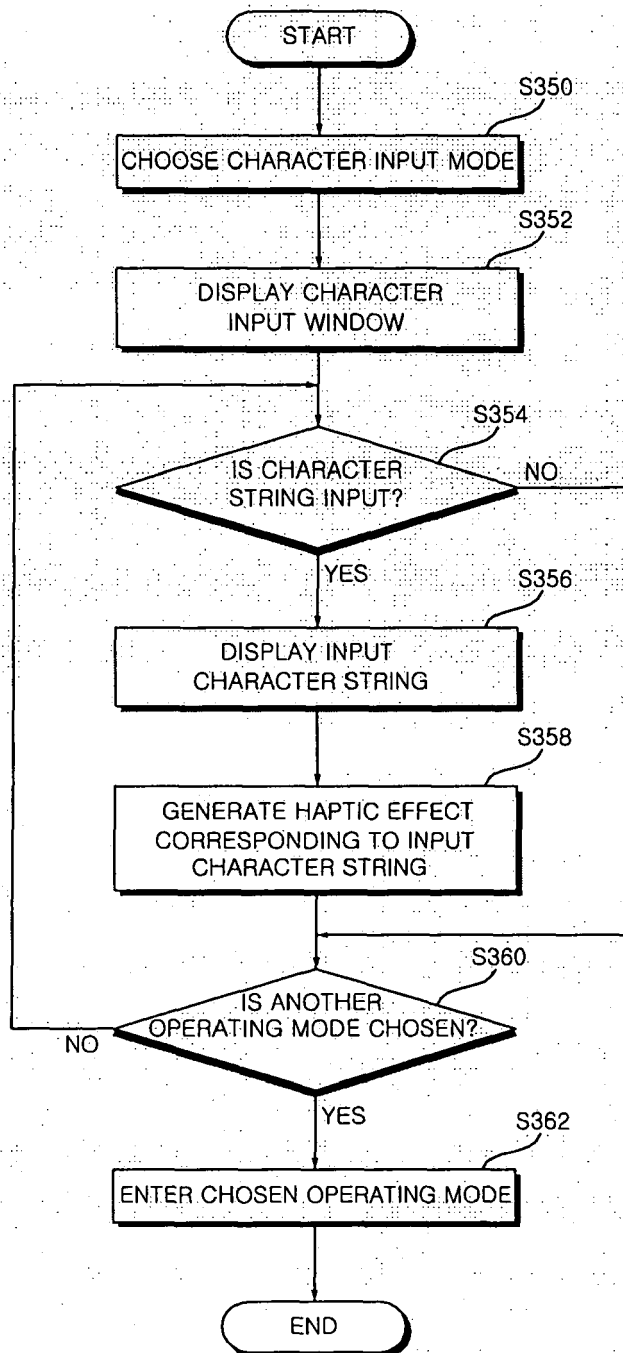 START
S350
CHOOSE CHARACTER INPUT MODE
S352
DISPLAY CHARACTER
INPUT WINDOW
S354
IS CHARACTER
STRING INPUT?
NO
YES
S356
DISPLAY INPUT
CHARACTER STRING
S358
GENERATE HAPTIC EFFECT
CORRESPONDING TO INPUT
CHARACTER STRING
S360
IS ANOTHER
OPERATING MODE CHOSEN?
NO
YES
S362
ENTER CHOSEN OPERATING MODE
END